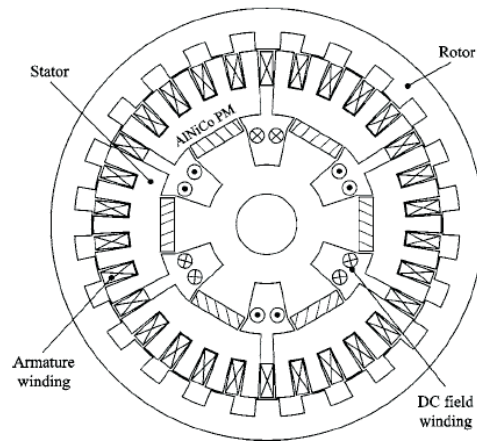 Stator
Rotor
AlNiCo PM
Armature
winding
DC field
winding